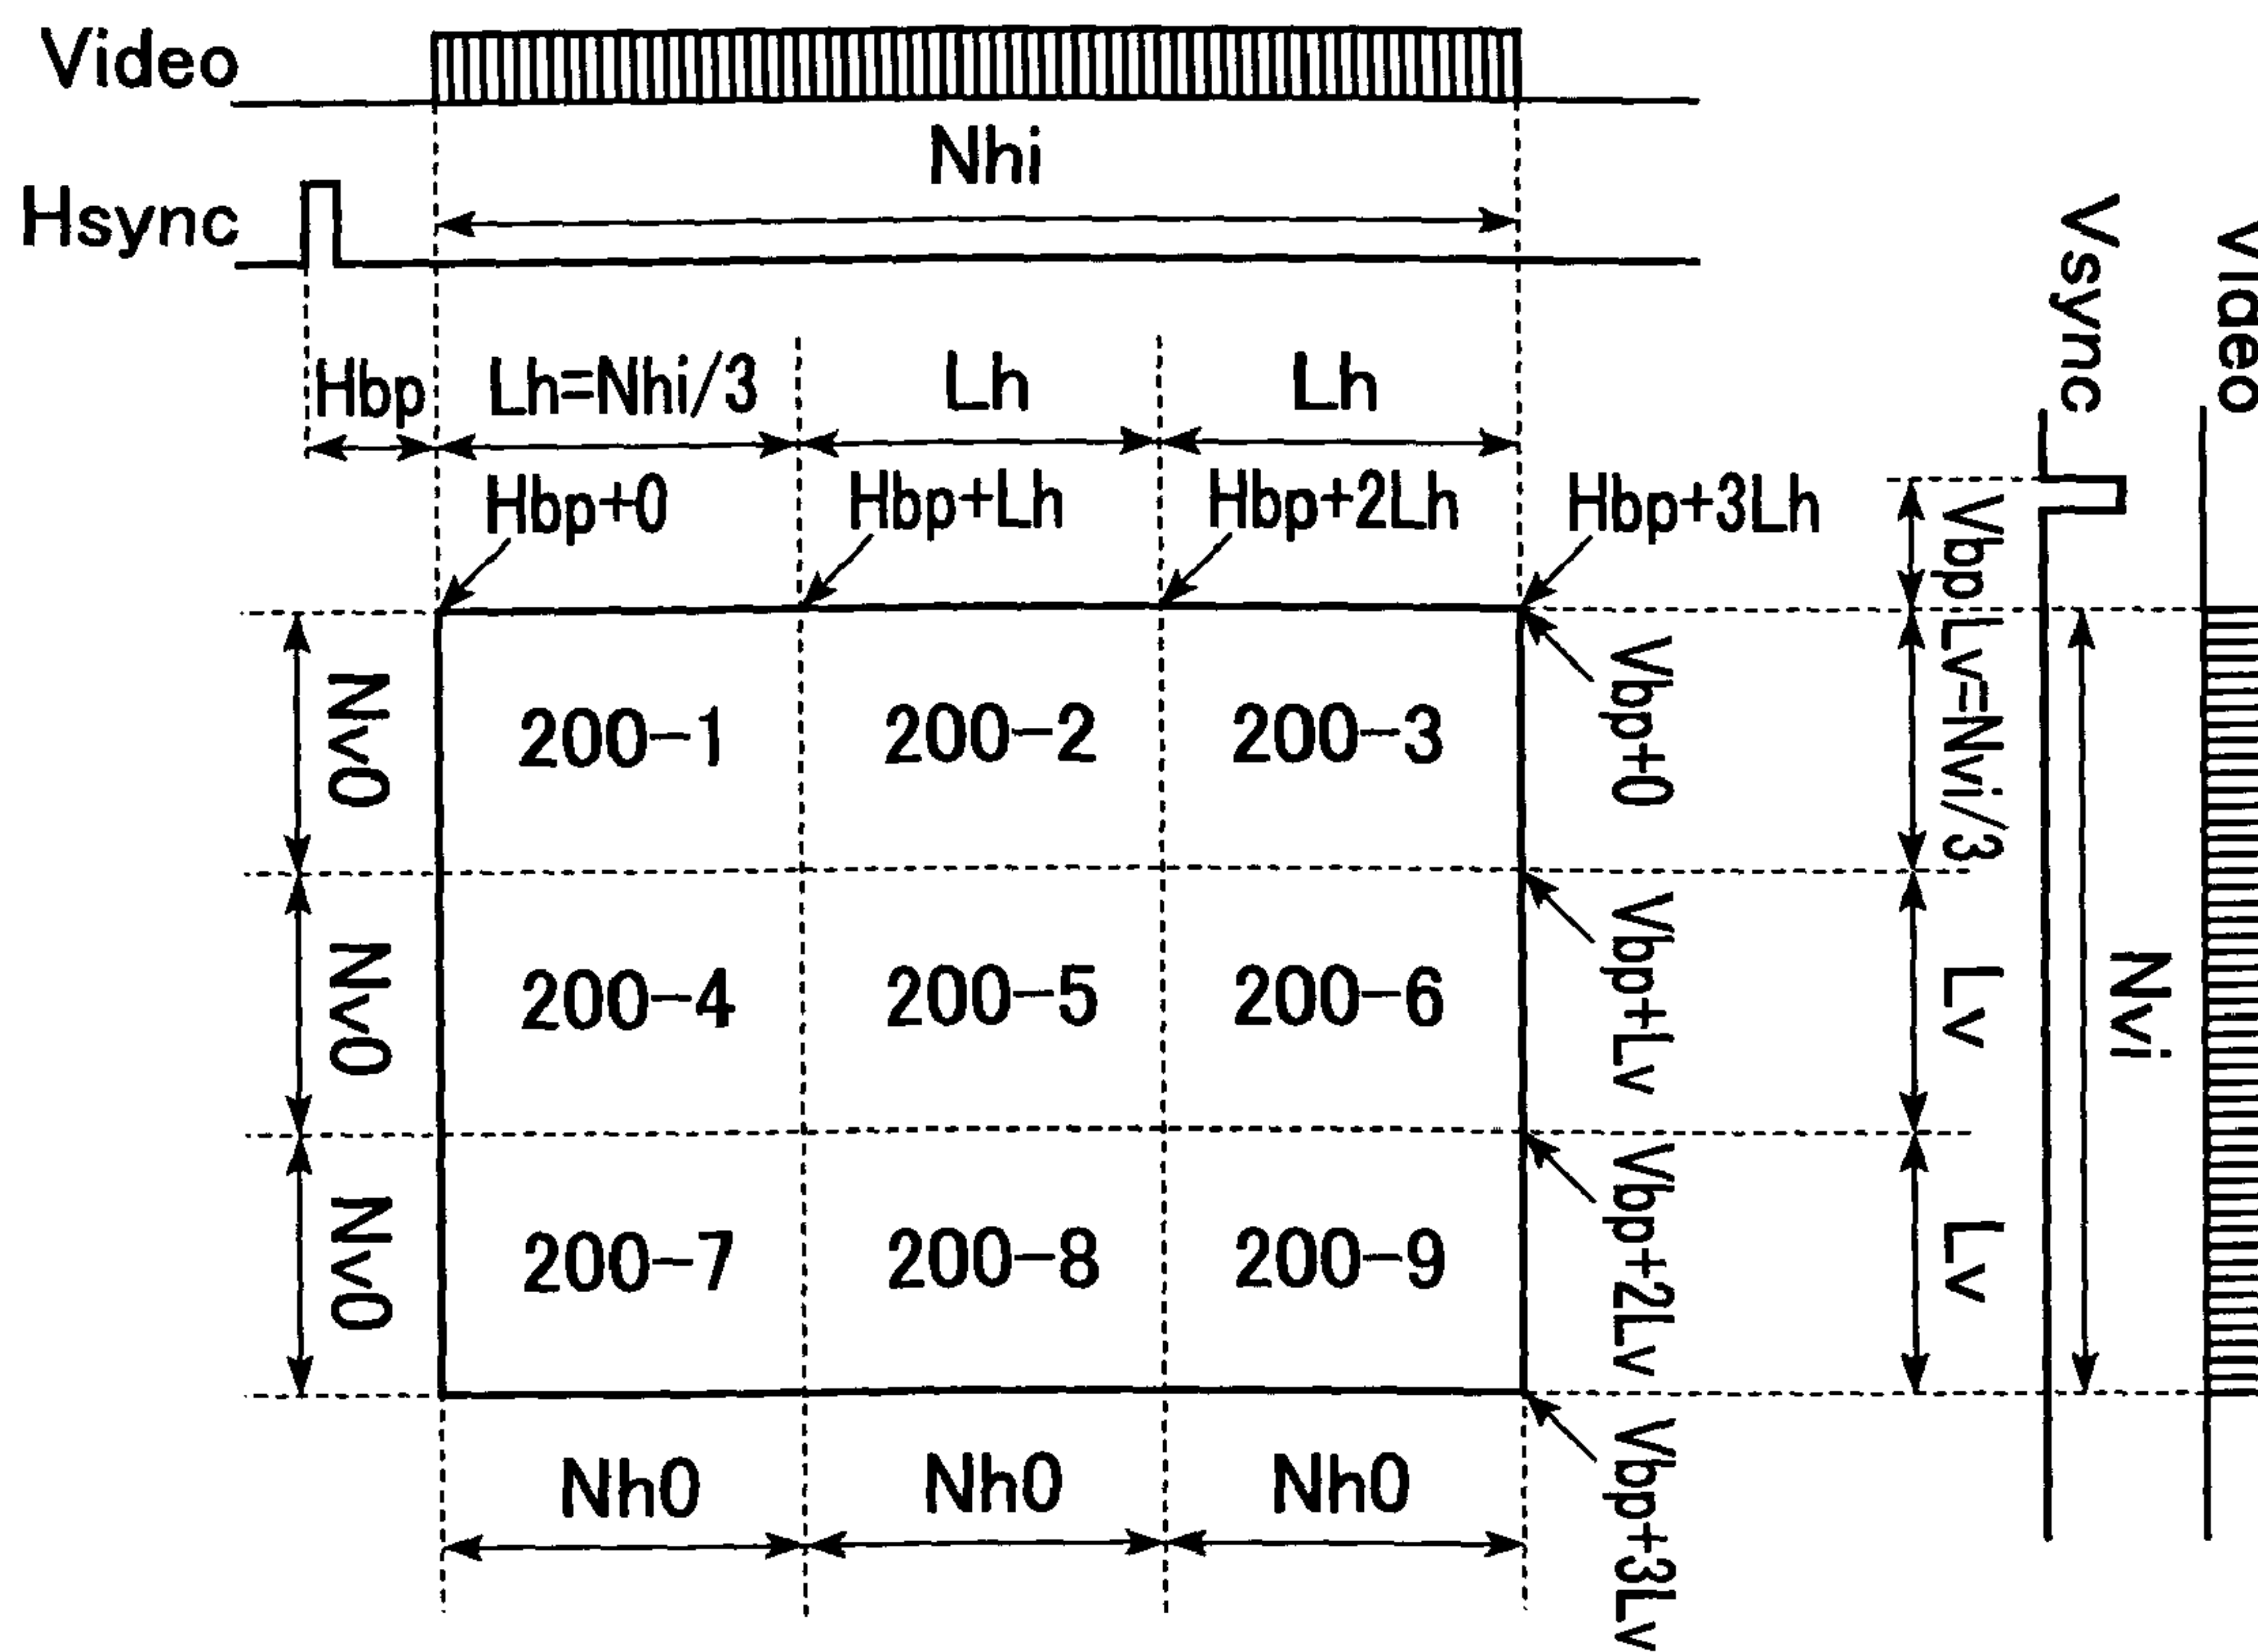 Video
Nhi
Hsync
Vsync
Video
Hbp
Lh=Nhi/3
Lh
Lh
Hbp+0
Hbp+Lh
Hbp+2Lh
Hbp+3Lh
Vbp
Nv0
200-1
200-2
200-3
Vbp+0
Lv=Nvi/3
Nv0
200-4
200-5
200-6
Vbp+Lv
Lv
Nvi
Nv0
200-7
200-8
200-9
Vbp+2Lv
Lv
Nh0
Nh0
Nh0
Vbp+3Lv